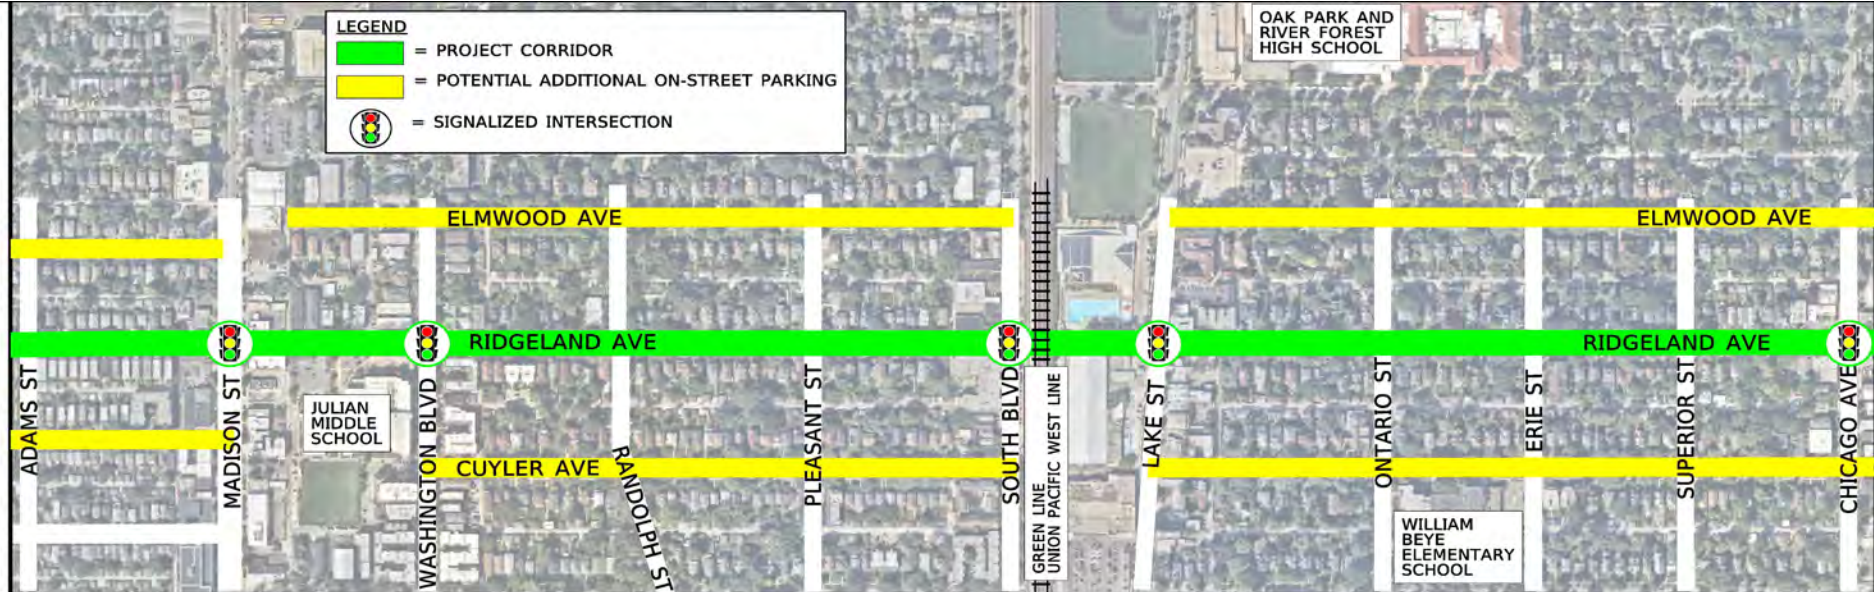 LEGEND
= PROJECT CORRIDOR
= POTENTIAL ADDITIONAL ON-STREET PARKING
= SIGNALIZED INTERSECTION
OAK PARK AND
RIVER FOREST
HIGH SCHOOL
ELMWOOD AVE
ELMWOOD AVE
RIDGELAND AVE
RIDGELAND AVE
ADAMS ST
MADISON ST
JULIAN
MIDDLE
SCHOOL
WASHINGTON BLVD
CUYLER AVE
RANDOLPH ST
PLEASANT ST
SOUTH BLVD
GREEN LINE
UNION PACIFIC WEST LINE
LAKE ST
ONTARIO ST
WILLIAM
BEYE
ELEMENTARY
SCHOOL
ERIE ST
SUPERIOR ST
CHICAGO AVE